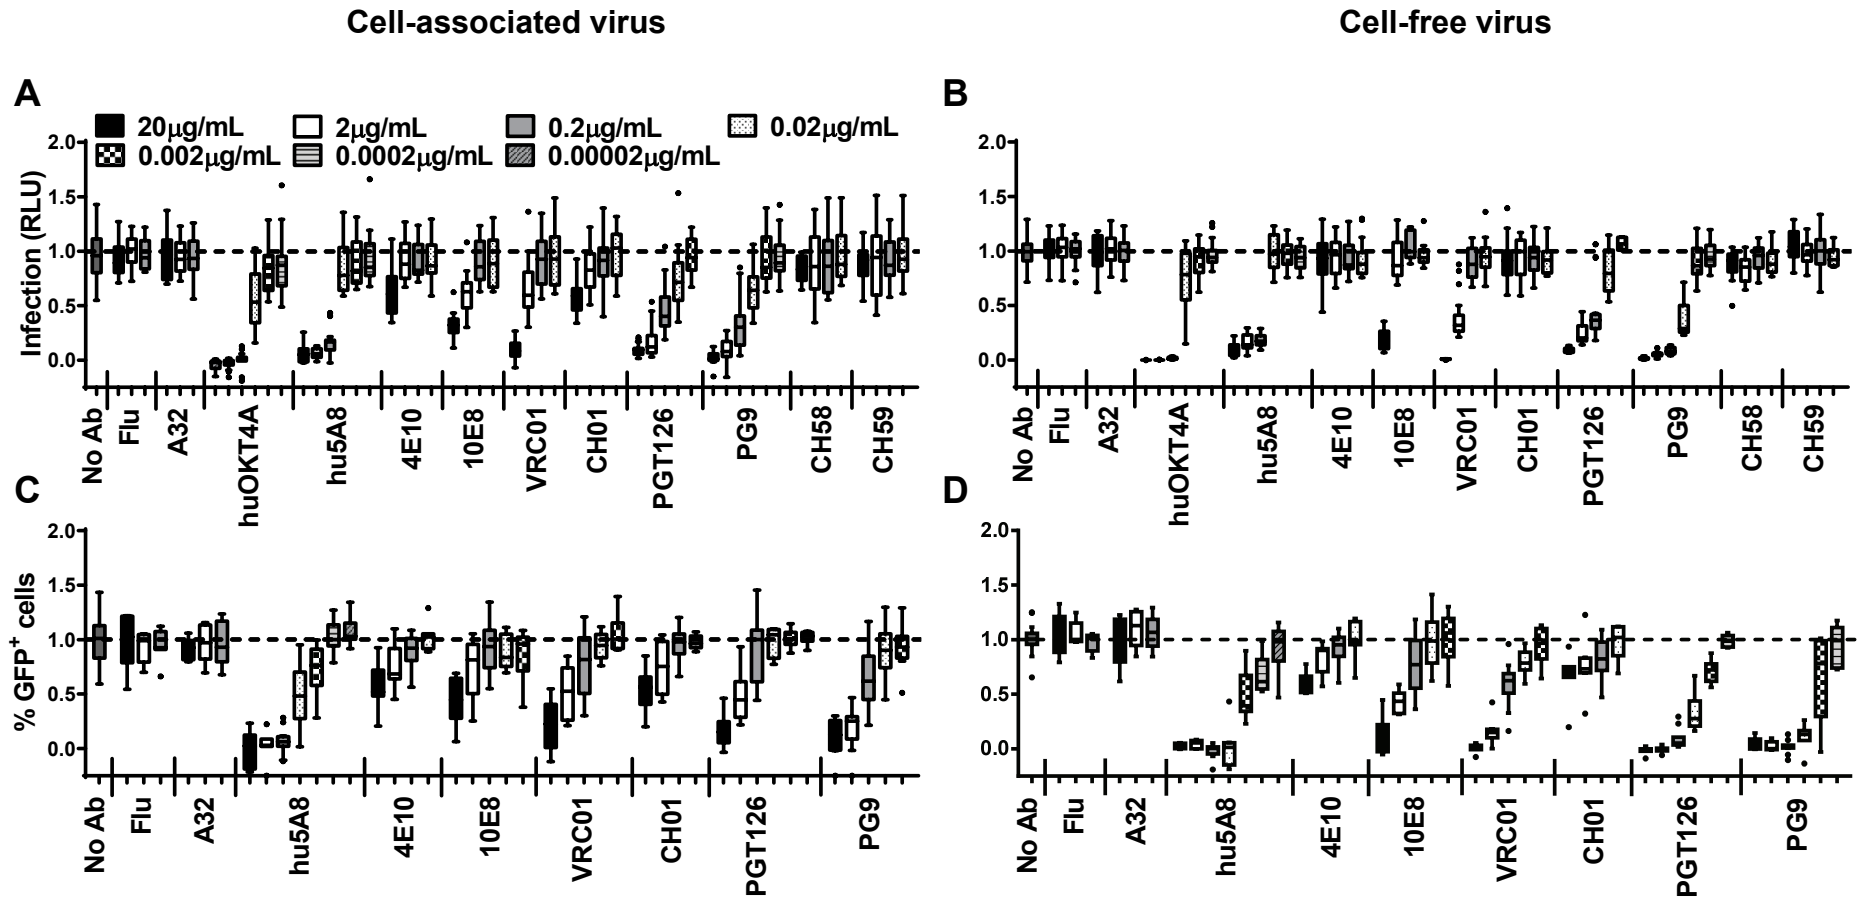 Cell-associated virus
Cell-free virus
A
B
20µg/mL 2µg/mL 0.2µg/mL 0.02µg/mL
0.002µg/mL 0.0002µg/mL 0.00002µg/mL
Infection (RLU)
2.0
1.5
1.0
0.5
0.0
No Ab
Flu
A32
huOKT4A
hu5A8
4E10
10E8
VRC01
CH01
PGT126
PG9
CH58
CH59
2.0
1.5
1.0
0.5
0.0
No Ab
Flu
A32
huOKT4A
hu5A8
4E10
10E8
VRC01
CH01
PGT126
PG9
CH58
CH59
C
D
% GFP+ cells
2.0
1.5
1.0
0.5
0.0
No Ab
Flu
A32
hu5A8
4E10
10E8
VRC01
CH01
PGT126
PG9
2.0
1.5
1.0
0.5
0.0
No Ab
Flu
A32
hu5A8
4E10
10E8
VRC01
CH01
PGT126
PG9